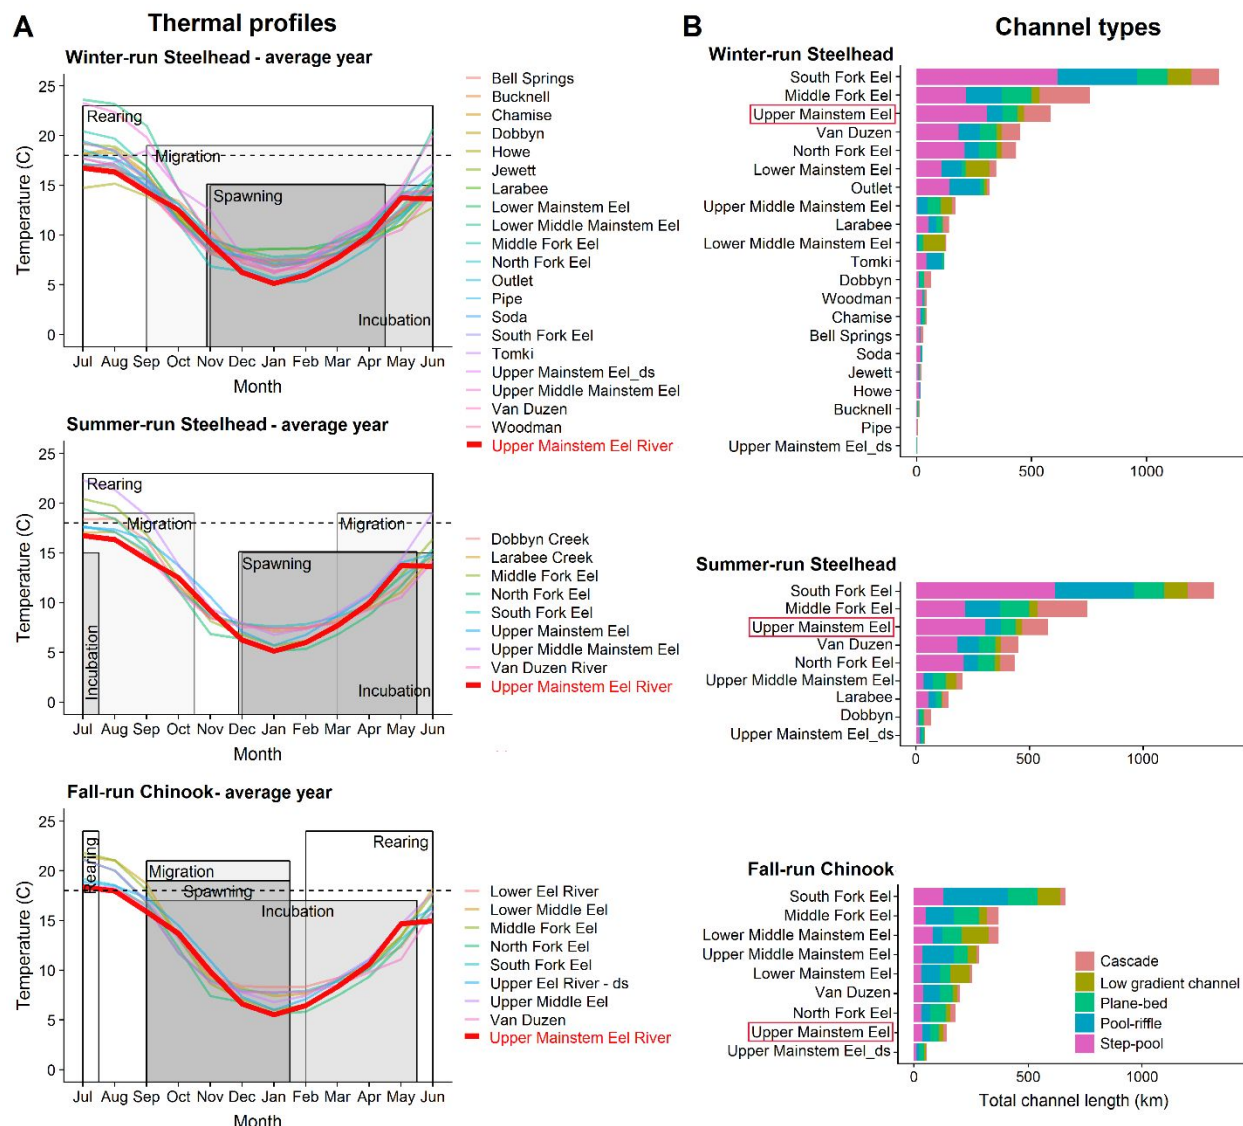 A
Thermal profiles
Winter-run Steelhead - average year
Temperature (C)
25
20
15
10
5
0
Rearing
Migration
Spawning
Incubation
Jul Aug Sep Oct Nov Dec Jan Feb Mar Apr May Jun
Month
Bell Springs
Bucknell
Chamise
Dobbyn
Howe
Jewett
Larabee
Lower Mainstem Eel
Lower Middle Mainstem Eel
Middle Fork Eel
North Fork Eel
Outlet
Pipe
Soda
South Fork Eel
Tomki
Upper Mainstem Eel_ds
Upper Middle Mainstem Eel
Van Duzen
Woodman
Upper Mainstem Eel River
Summer-run Steelhead - average year
Temperature (C)
25
20
15
10
5
0
Rearing
Migration
Migration
Spawning
Incubation
Incubation
Jul Aug Sep Oct Nov Dec Jan Feb Mar Apr May Jun
Month
Dobbyn Creek
Larabee Creek
Middle Fork Eel
North Fork Eel
South Fork Eel
Upper Mainstem Eel
Upper Middle Mainstem Eel
Van Duzen River
Upper Mainstem Eel River
Fall-run Chinook- average year
Temperature (C)
25
20
15
10
5
0
Rearing
Migration
Spawning
Incubation
Rearing
Jul Aug Sep Oct Nov Dec Jan Feb Mar Apr May Jun
Month
Lower Eel River
Lower Middle Eel
Middle Fork Eel
North Fork Eel
South Fork Eel
Upper Eel River - ds
Upper Middle Eel
Van Duzen
Upper Mainstem Eel River
B
Channel types
Winter-run Steelhead
South Fork Eel
Middle Fork Eel
Upper Mainstem Eel
Van Duzen
North Fork Eel
Lower Mainstem Eel
Outlet
Upper Middle Mainstem Eel
Larabee
Lower Middle Mainstem Eel
Tomki
Dobbyn
Woodman
Chamise
Bell Springs
Soda
Jewett
Howe
Bucknell
Pipe
Upper Mainstem Eel_ds
0 500 1000
Summer-run Steelhead
South Fork Eel
Middle Fork Eel
Upper Mainstem Eel
Van Duzen
North Fork Eel
Upper Middle Mainstem Eel
Larabee
Dobbyn
Upper Mainstem Eel_ds
0 500 1000
Fall-run Chinook
South Fork Eel
Middle Fork Eel
Lower Middle Mainstem Eel
Upper Middle Mainstem Eel
Lower Mainstem Eel
Van Duzen
North Fork Eel
Upper Mainstem Eel
Upper Mainstem Eel_ds
0 500 1000
Total channel length (km)
Cascade
Low gradient channel
Plane-bed
Pool-riffle
Step-pool